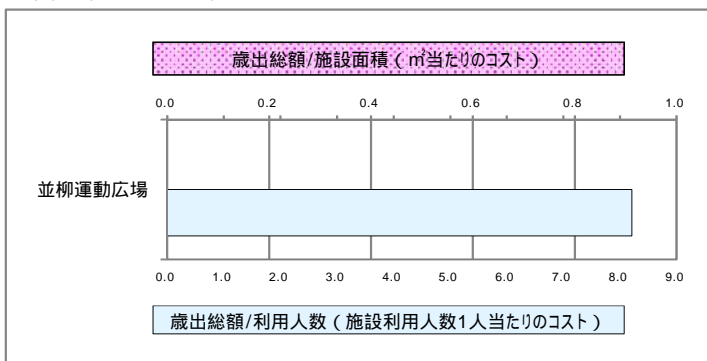 歳出総額/施設面積（㎡当たりのコスト）
0.0 0.2 0.4 0.6 0.8 1.0
並柳運動広場
0.0 1.0 2.0 3.0 4.0 5.0 6.0 7.0 8.0 9.0
歳出総額/利用人数（施設利用人数1人当たりのコスト）